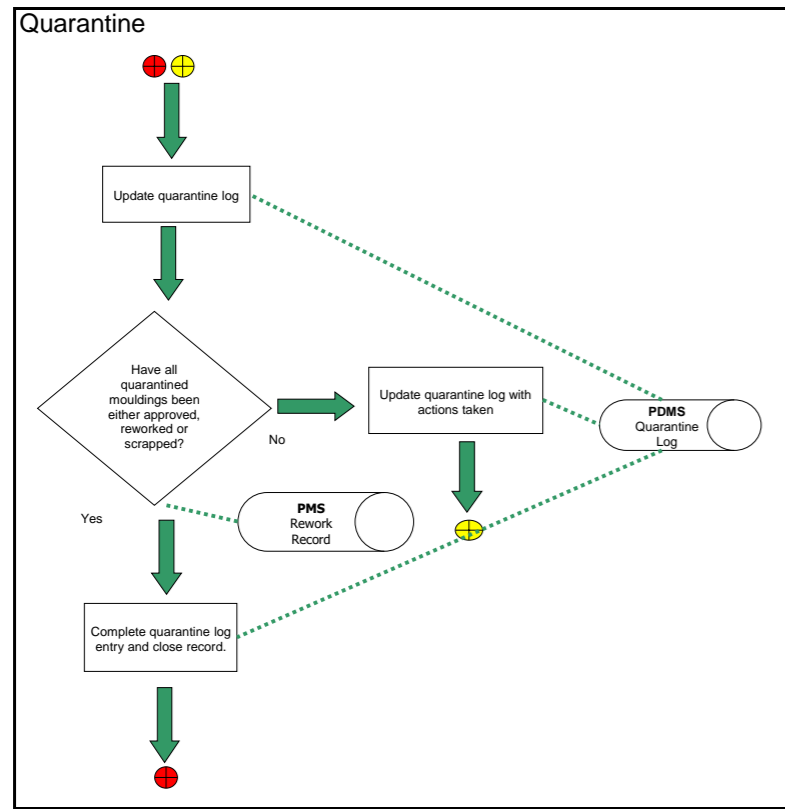 Quarantine
Update quarantine log
Have all
quarantined
mouldings been
either approved,
reworked or
scrapped?
No
Update quarantine log with
actions taken
PDMS
Quarantine
Log
Yes
PMS
Rework
Record
Complete quarantine log
entry and close record.